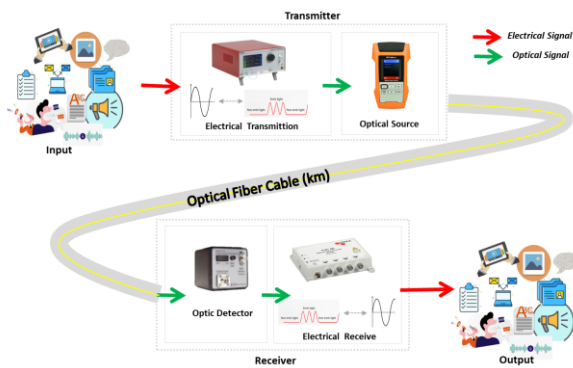 Transmitter
Electrical Signal
Optical Signal
Electrical Transmittion
Optical Source
Input
Optical Fiber Cable (km)
Optic Detector
Electrical Receive
Receiver
Output